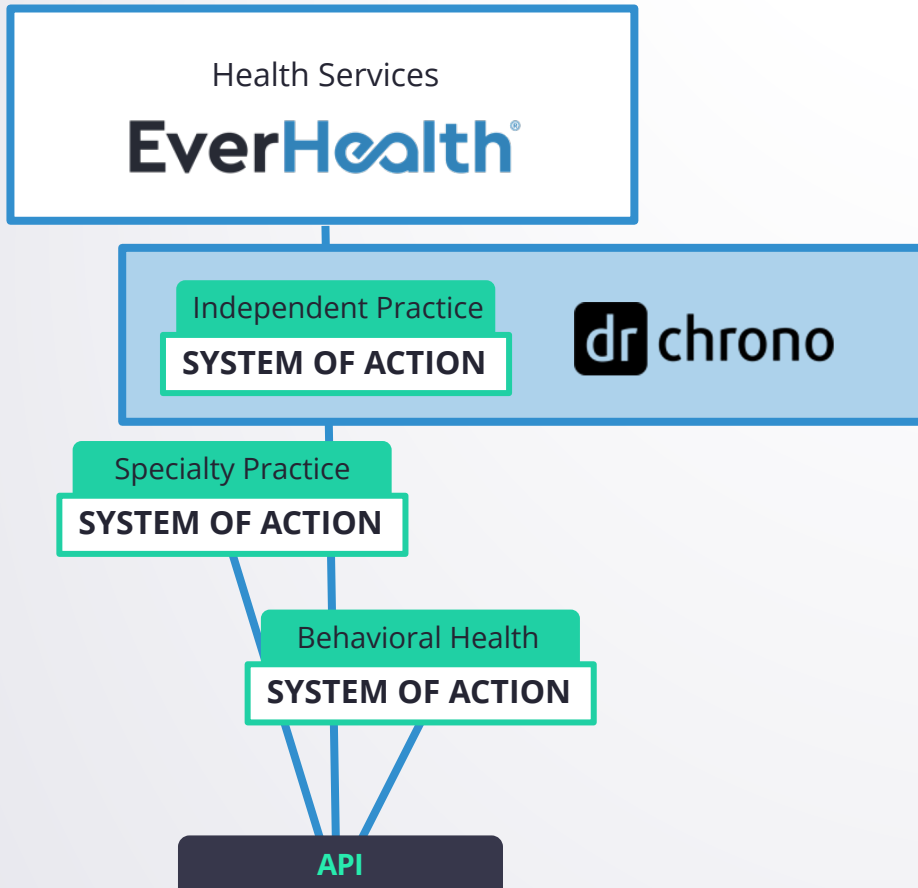 Health Services
EverHealth®
Independent Practice
SYSTEM OF ACTION
dr chrono
Specialty Practice
SYSTEM OF ACTION
Behavioral Health
SYSTEM OF ACTION
API